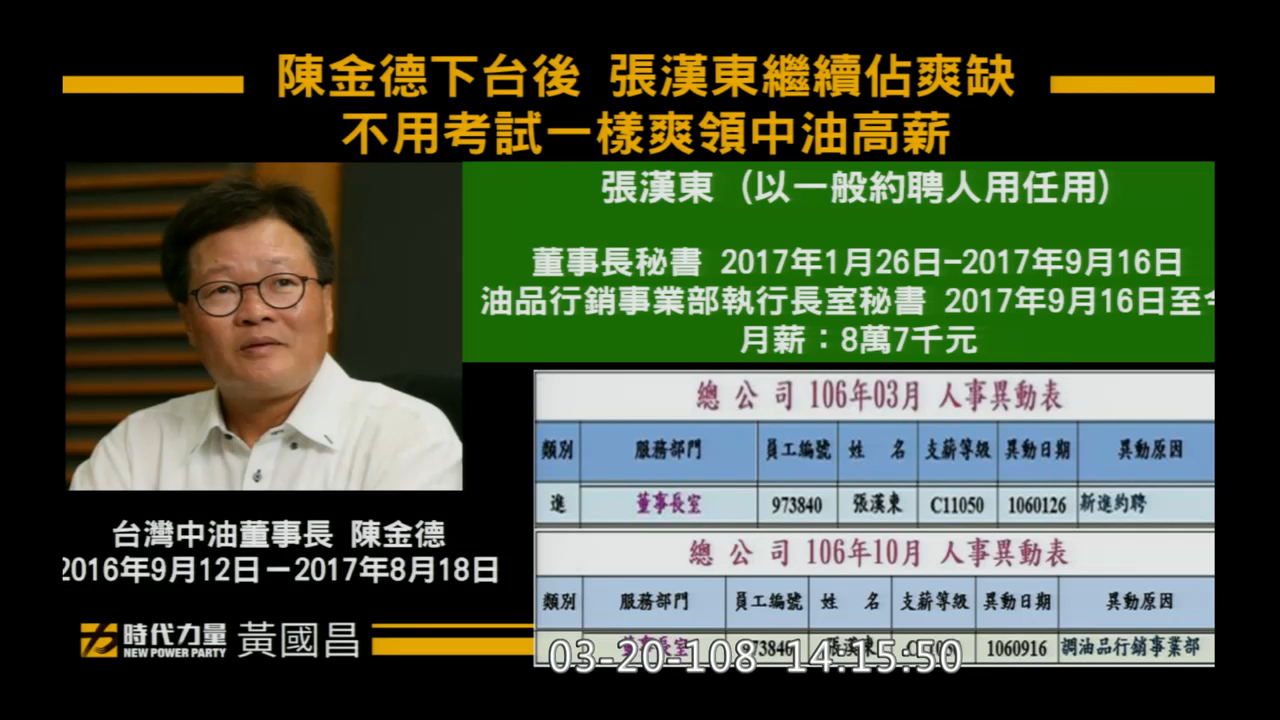 陳金德下台後 張漢東繼續佔爽缺
不用考試一樣爽領中油高薪
張漢東 (以一般約聘人用任用)
董事長秘書 2017年1月26日-2017年9月16日
油品行銷事業部執行長室秘書 2017年9月16日至
月薪：8萬7千元
總 公 司 106年03月 人事異動表
類別 服務部門 員工編號 姓 名 支薪等級 異動日期 異動原因
進 董事長室 973840 張漢東 C11050 1060126 新進約聘
總 公 司 106年10月 人事異動表
類別 服務部門 員工編號 姓 名 支薪等級 異動日期 異動原因
董事長室 張漢東 1060916 調油品行銷事業部
台灣中油董事長 陳金德
2016年9月12日－2017年8月18日
時代力量 黃國昌
NEW POWER PARTY
03-20-108 14:15:50